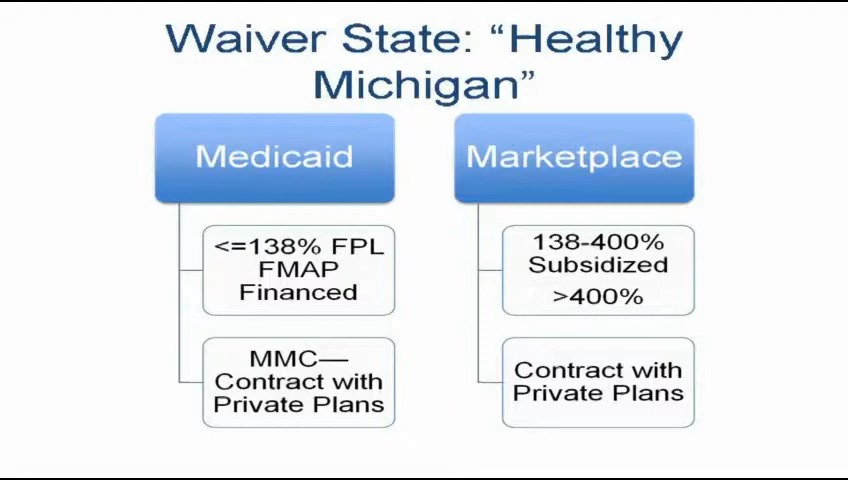 Waiver State: “Healthy
Michigan”
Medicaid
<=138% FPL
FMAP
Financed
MMC—
Contract with
Private Plans
Marketplace
138-400%
Subsidized
>400%
Contract with
Private Plans